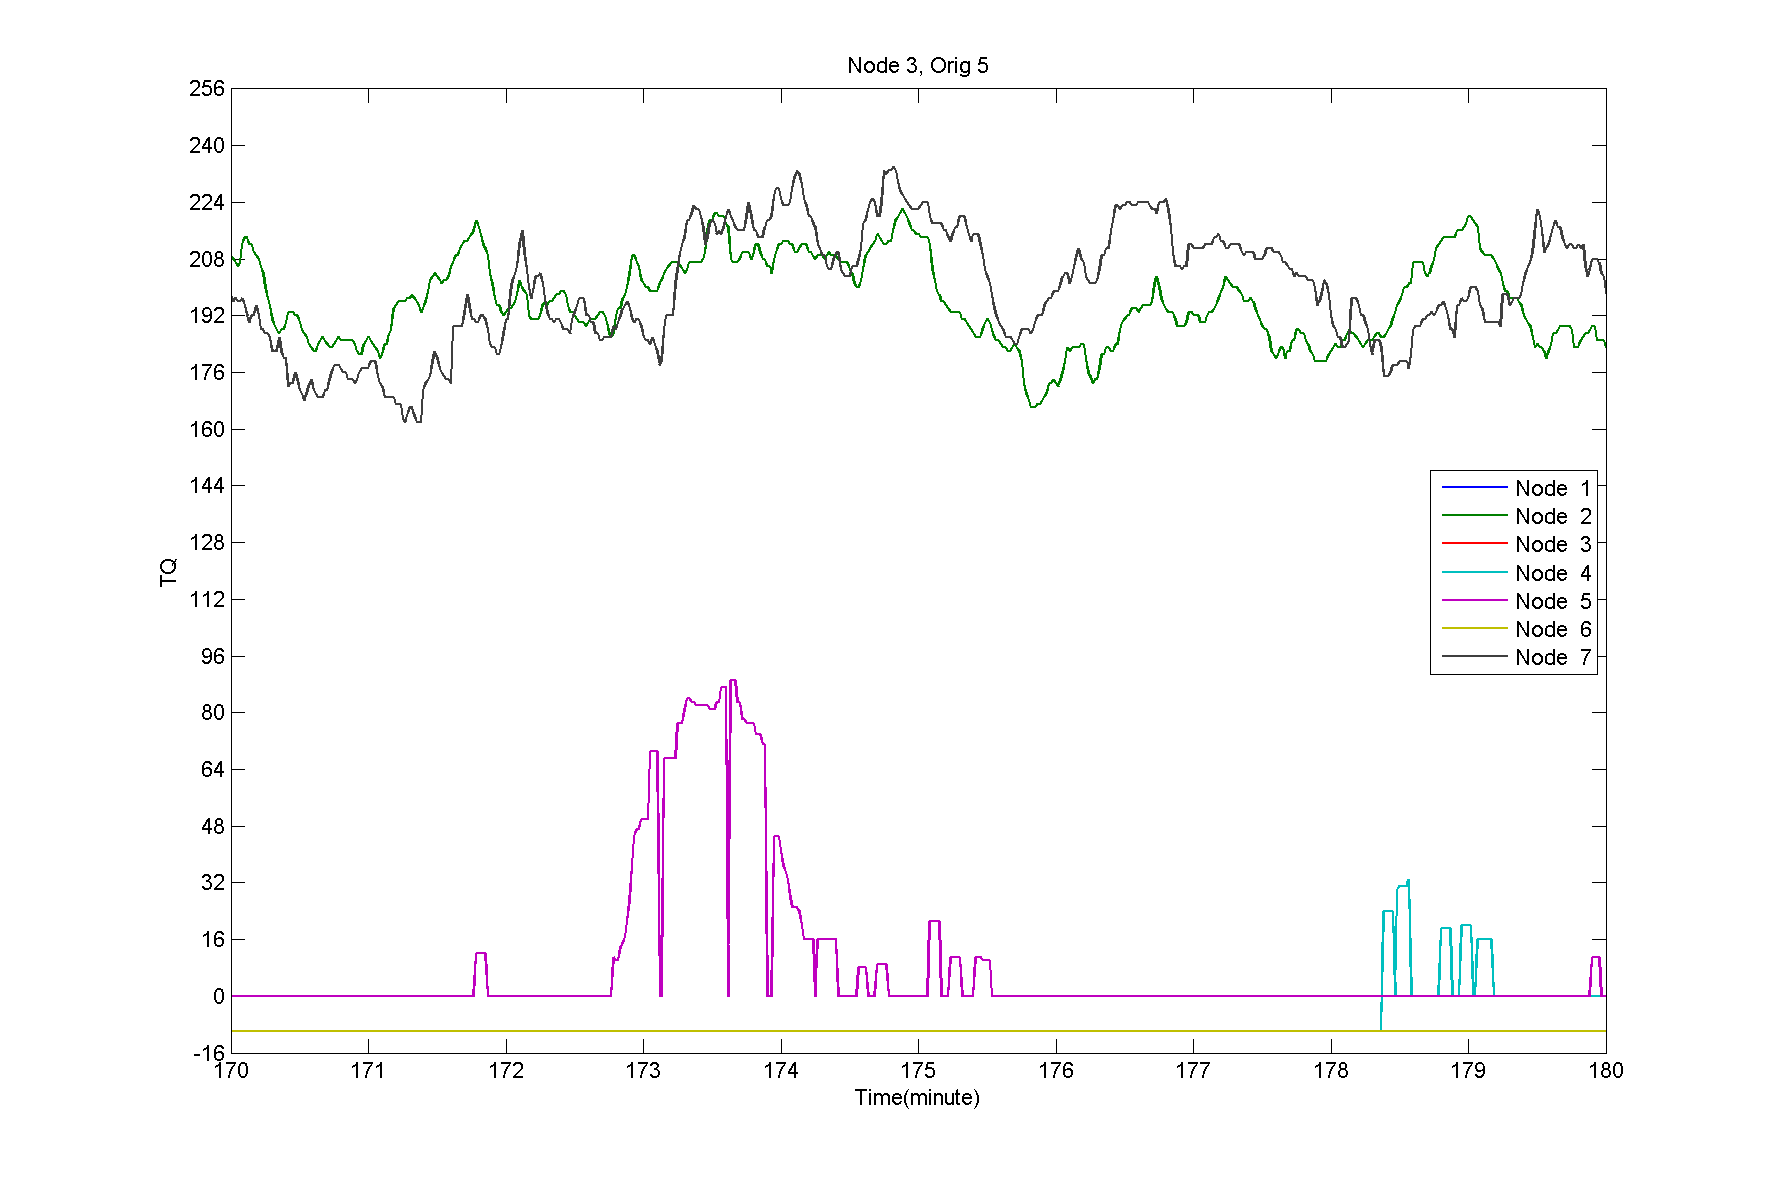 Node 3, Orig 5
256
240
224
208
192
176
160
144
128
112
96
80
64
48
32
16
0
-16
TQ
Node 1
Node 2
Node 3
Node 4
Node 5
Node 6
Node 7
170 171 172 173 174 175 176 177 178 179 180
Time(minute)